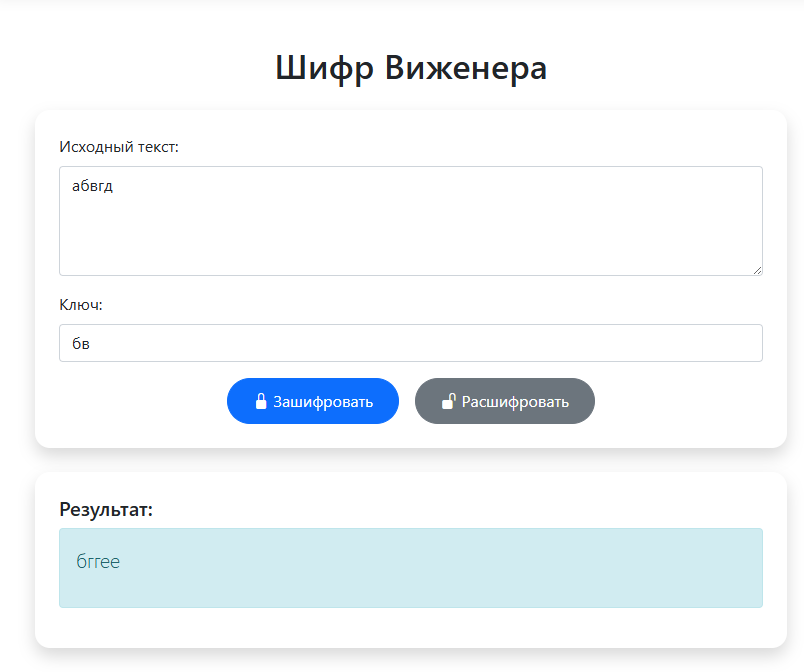 Шифр Виженера
Исходный текст:
абвгд
Ключ:
бв
Зашифровать
Расшифровать
Результат:
бггее